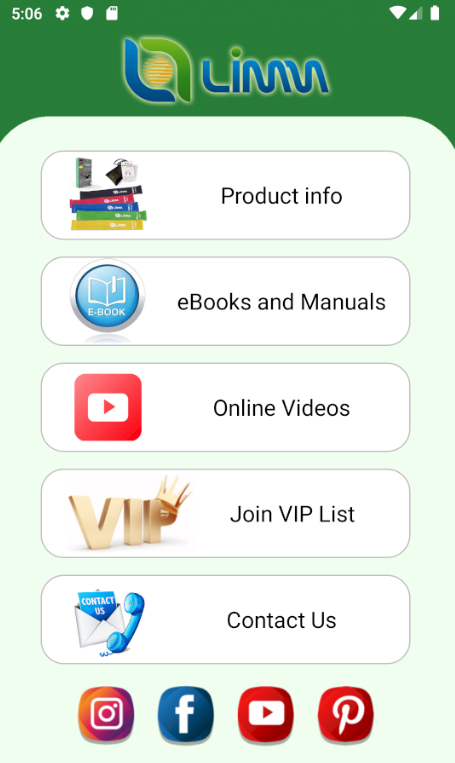 5:06
LiMM
Product info
E-BOOK
eBooks and Manuals
Online Videos
VIP
Join VIP List
CONTACT
US
Contact Us